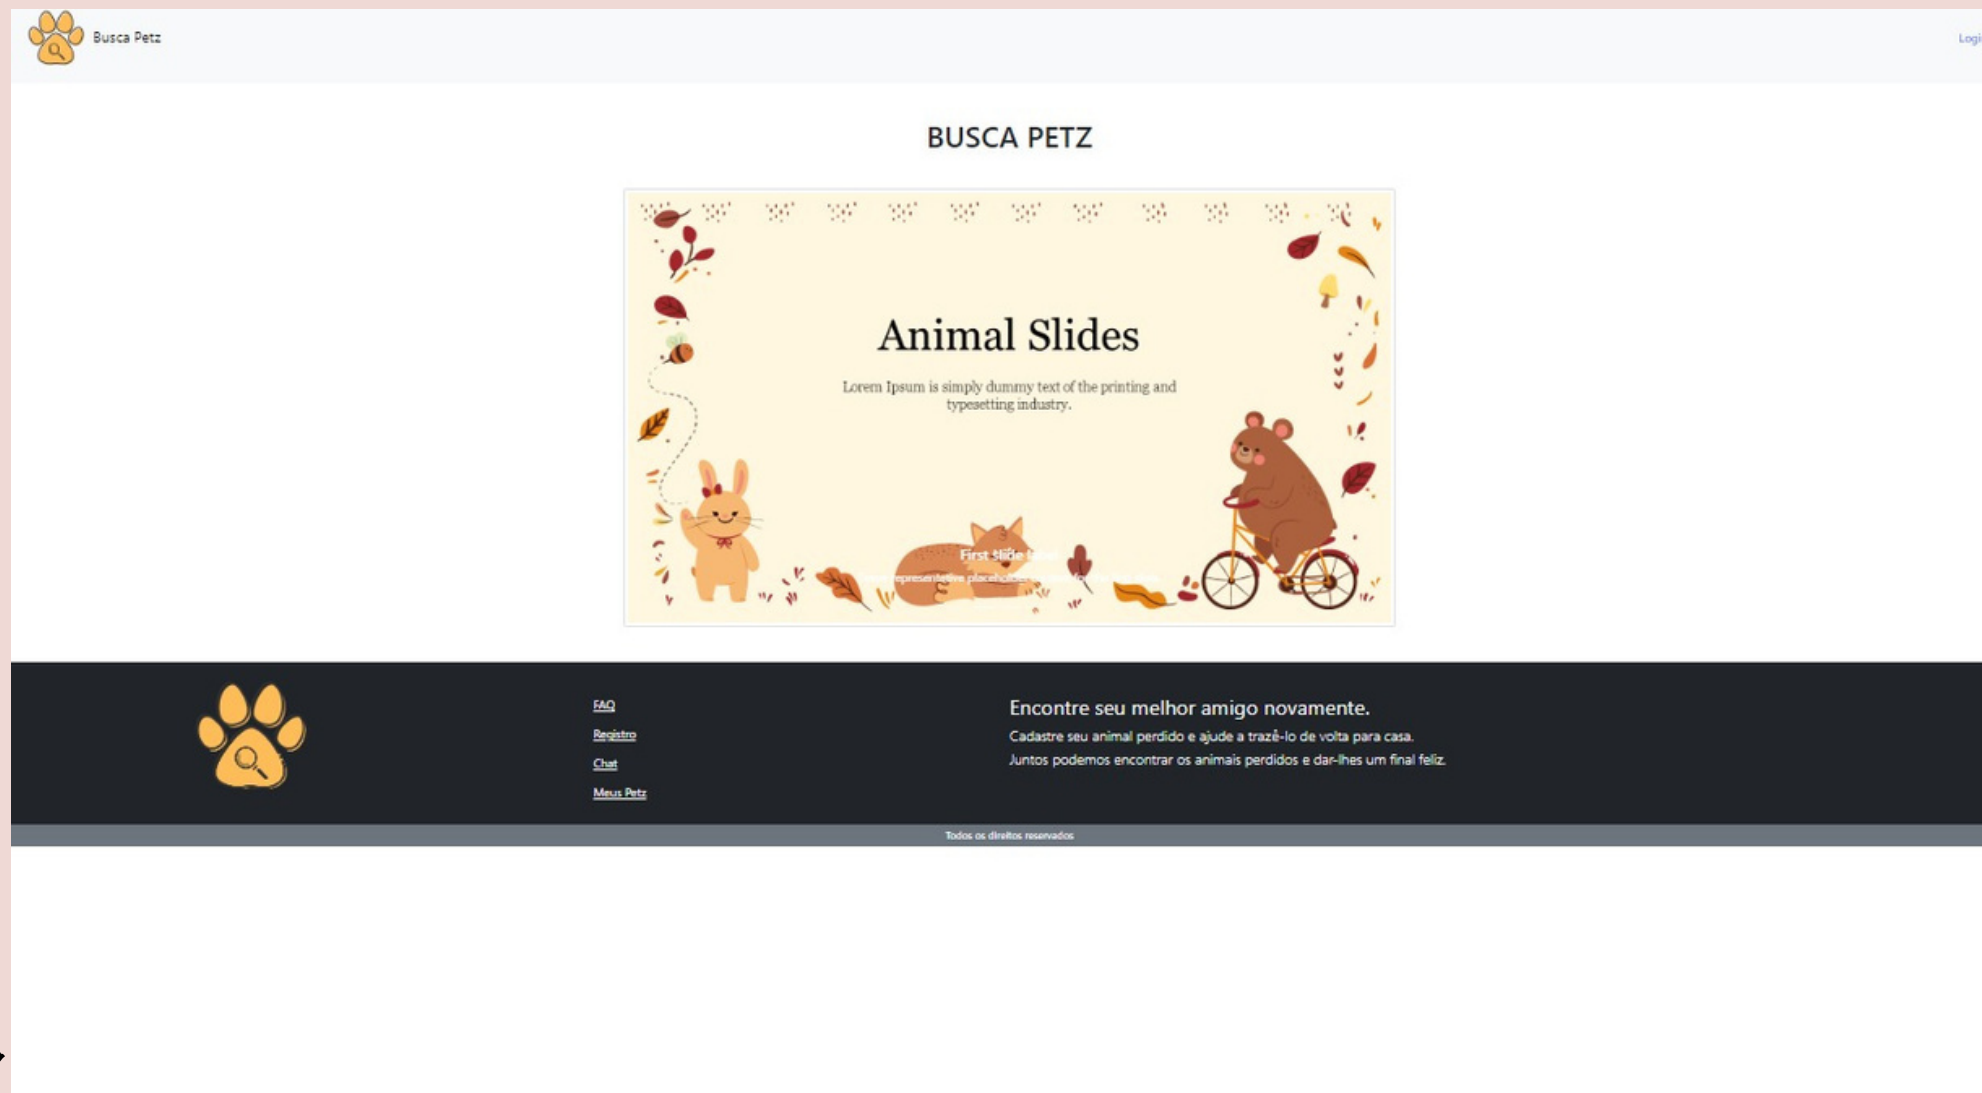 Busca Petz
Logi
BUSCA PETZ
Animal Slides
Lorem Ipsum is simply dummy text of the printing and
typesetting industry.
First slide label
representative placeholder
FAQ
Registro
Chat
Meus Petz
Encontre seu melhor amigo novamente.
Cadastre seu animal perdido e ajude a trazê-lo de volta para casa.
Juntos podemos encontrar os animais perdidos e dar-lhes um final feliz.
Todos os direitos reservados